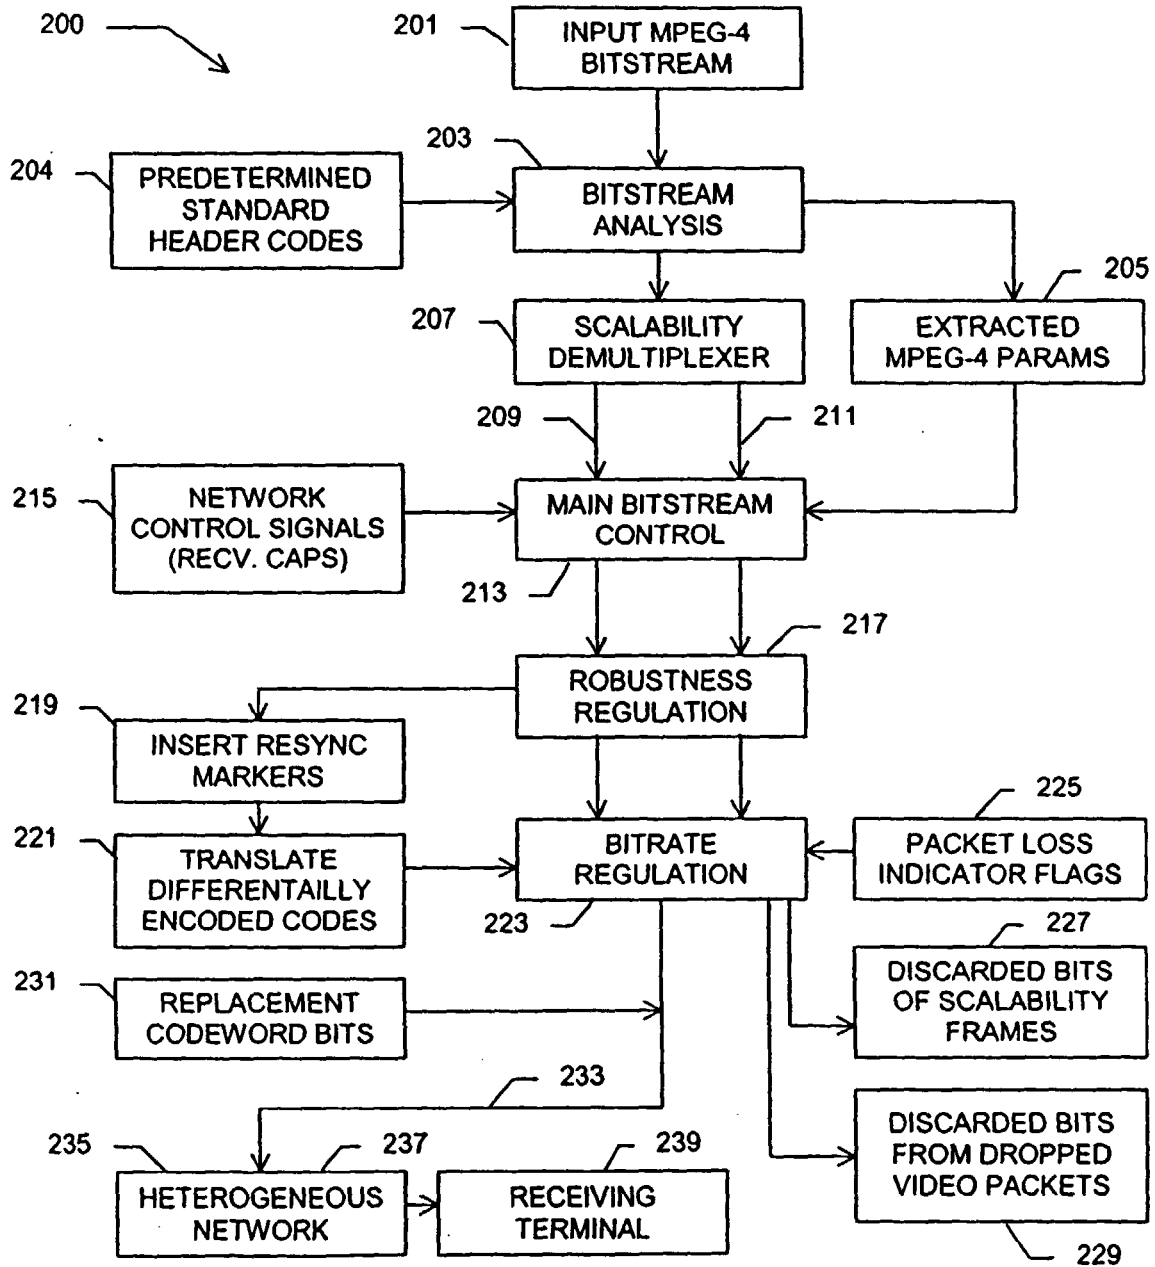 200
201
INPUT MPEG-4
BITSTREAM
203
204
PREDETERMINED
STANDARD
HEADER CODES
BITSTREAM
ANALYSIS
205
207
SCALABILITY
DEMULTIPLEXER
EXTRACTED
MPEG-4 PARAMS
209
211
215
NETWORK
CONTROL SIGNALS
(RECV. CAPS)
MAIN BITSTREAM
CONTROL
213
217
ROBUSTNESS
REGULATION
219
INSERT RESYNC
MARKERS
221
TRANSLATE
DIFFERENTAILLY
ENCODED CODES
BITRATE
REGULATION
223
225
PACKET LOSS
INDICATOR FLAGS
227
DISCARDED BITS
OF SCALABILITY
FRAMES
231
REPLACEMENT
CODEWORD BITS
233
DISCARDED BITS
FROM DROPPED
VIDEO PACKETS
229
235
237
HETEROGENEOUS
NETWORK
239
RECEIVING
TERMINAL